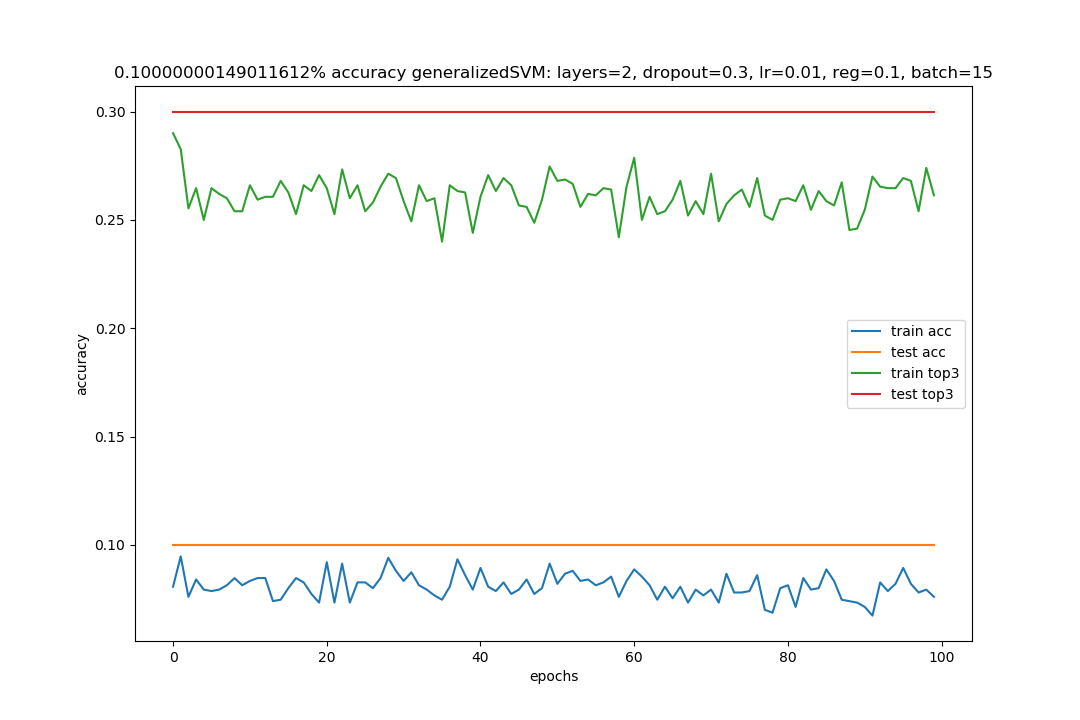 0.10000000149011612% accuracy generalizedSVM: layers=2, dropout=0.3, lr=0.01, reg=0.1, batch=15
0.30
0.25
0.20
0.15
0.10
accuracy
train acc
test acc
train top3
test top3
0
20
40
60
80
100
epochs